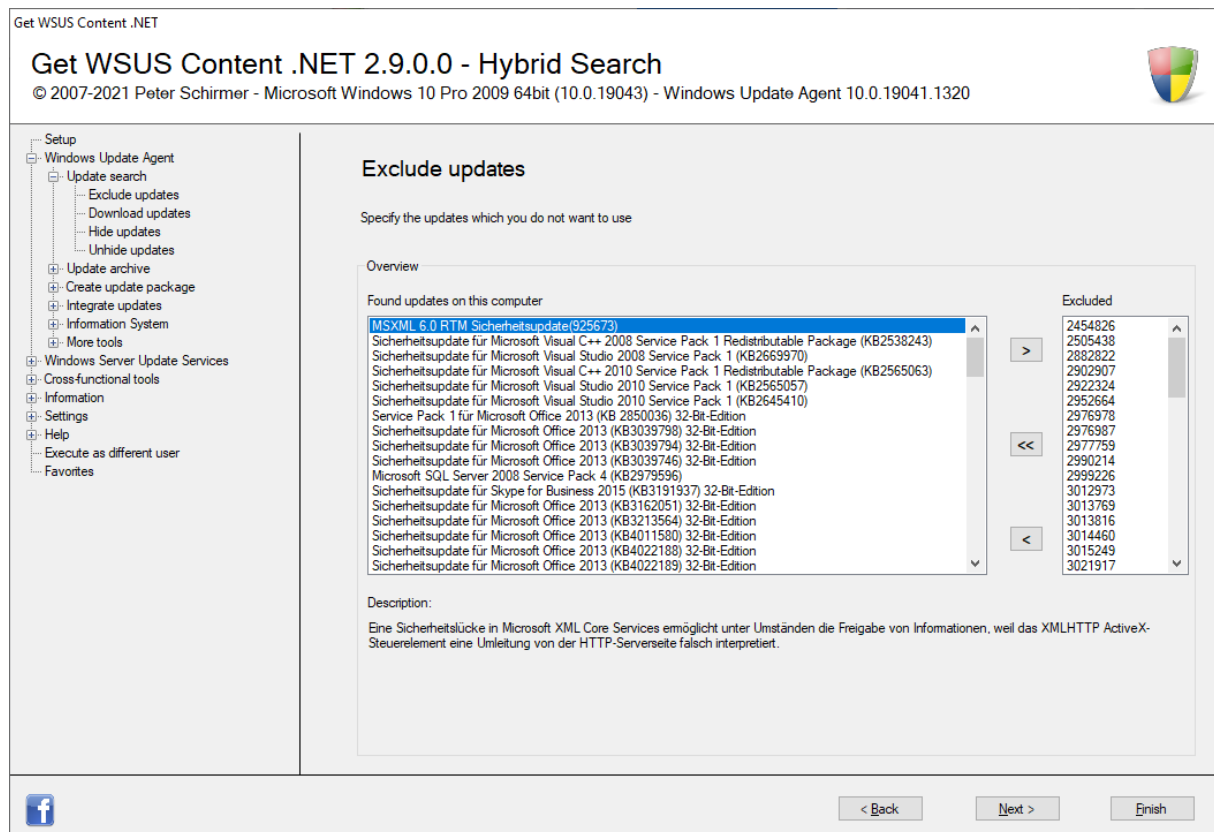 Get WSUS Content .NET
Get WSUS Content .NET 2.9.0.0 - Hybrid Search
© 2007-2021 Peter Schirmer - Microsoft Windows 10 Pro 2009 64bit (10.0.19043) - Windows Update Agent 10.0.19041.1320
Setup
Windows Update Agent
Update search
Exclude updates
Download updates
Hide updates
Unhide updates
Update archive
Create update package
Integrate updates
Information System
More tools
Windows Server Update Services
Cross-functional tools
Information
Settings
Help
Execute as different user
Favorites
Exclude updates
Specify the updates which you do not want to use
Overview
Found updates on this computer
MSXML 6.0 RTM Sicherheitsupdate(925673)
Sicherheitsupdate für Microsoft Visual C++ 2008 Service Pack 1 Redistributable Package (KB2538243)
Sicherheitsupdate für Microsoft Visual Studio 2008 Service Pack 1 (KB2669970)
Sicherheitsupdate für Microsoft Visual C++ 2010 Service Pack 1 Redistributable Package (KB2565063)
Sicherheitsupdate für Microsoft Visual Studio 2010 Service Pack 1 (KB2565057)
Sicherheitsupdate für Microsoft Visual Studio 2010 Service Pack 1 (KB2645410)
Service Pack 1 für Microsoft Office 2013 (KB 2850036) 32-Bit-Edition
Sicherheitsupdate für Microsoft Office 2013 (KB3039798) 32-Bit-Edition
Sicherheitsupdate für Microsoft Office 2013 (KB3039794) 32-Bit-Edition
Sicherheitsupdate für Microsoft Office 2013 (KB3039746) 32-Bit-Edition
Microsoft SQL Server 2008 Service Pack 4 (KB2979596)
Sicherheitsupdate für Skype for Business 2015 (KB3191937) 32-Bit-Edition
Sicherheitsupdate für Microsoft Office 2013 (KB3162051) 32-Bit-Edition
Sicherheitsupdate für Microsoft Office 2013 (KB3213564) 32-Bit-Edition
Sicherheitsupdate für Microsoft Office 2013 (KB4011580) 32-Bit-Edition
Sicherheitsupdate für Microsoft Office 2013 (KB4022188) 32-Bit-Edition
Sicherheitsupdate für Microsoft Office 2013 (KB4022189) 32-Bit-Edition
>
<<
<
Excluded
2454826
2505438
2882822
2902907
2922324
2952664
2976978
2976987
2977759
2990214
2999226
3012973
3013769
3013816
3014460
3015249
3021917
Description:
Eine Sicherheitslücke in Microsoft XML Core Services ermöglicht unter Umständen die Freigabe von Informationen, weil das XMLHTTP ActiveX-
Steuerelement eine Umleitung von der HTTP-Serverseite falsch interpretiert.
f
< Back
Next >
Finish